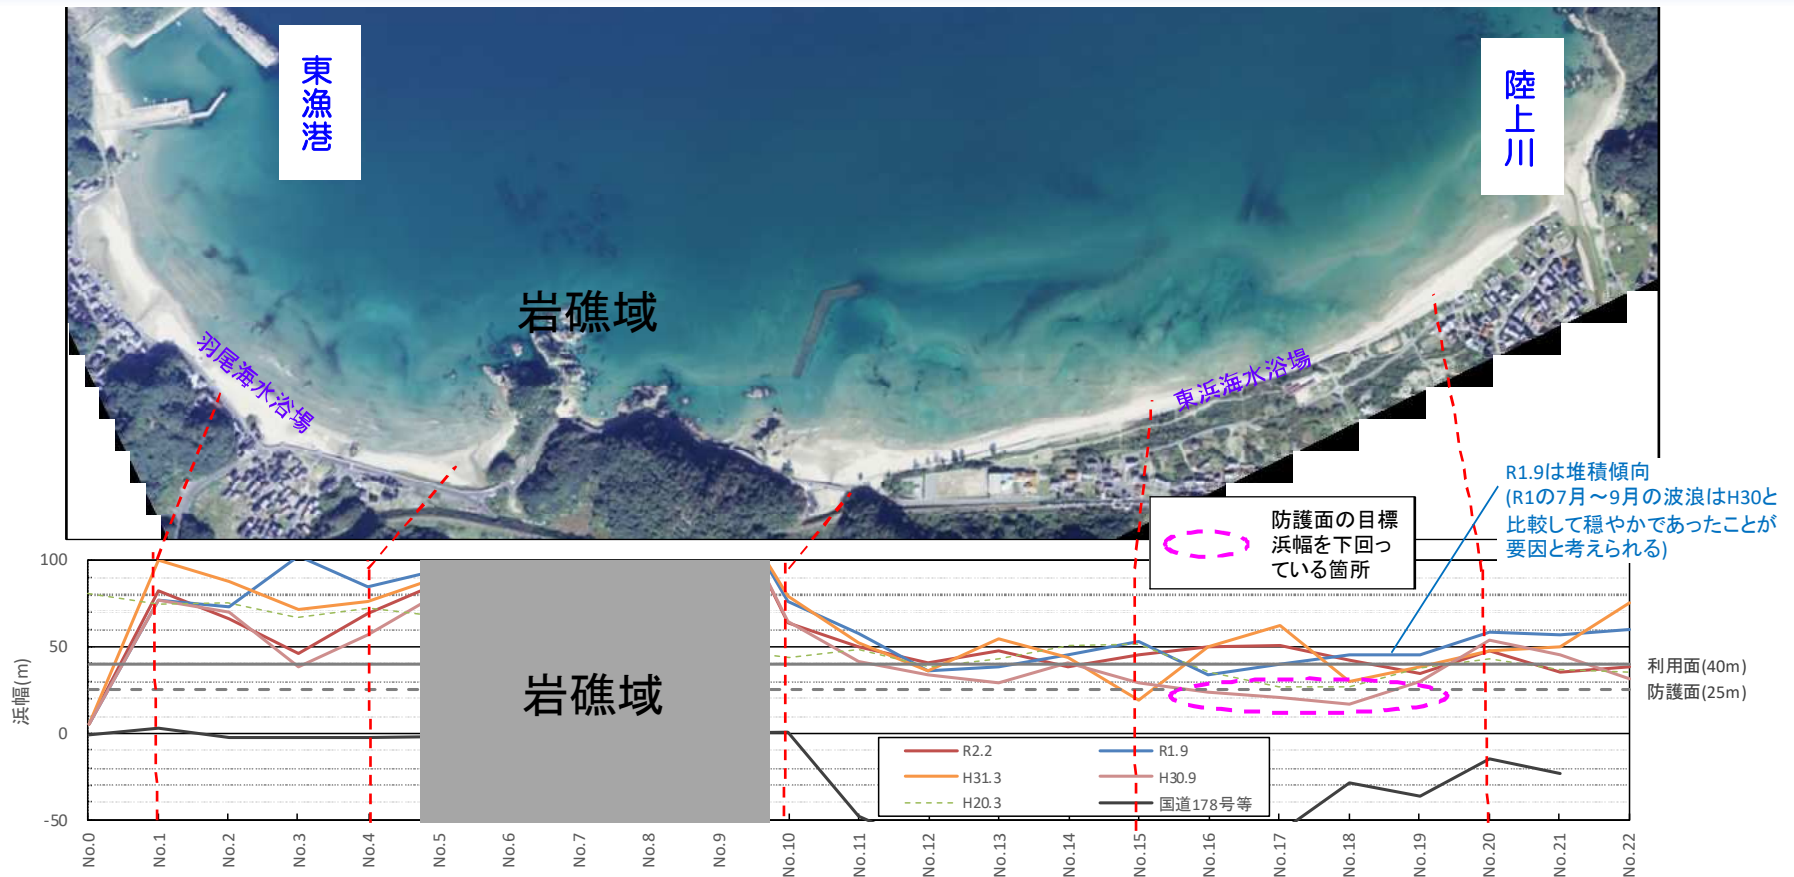 東漁港
陸上川
岩礁域
羽尾海水浴場
東浜海水浴場
R1.9は堆積傾向
(R1の7月～9月の波浪はH30と
比較して穏やかであったことが
要因と考えられる)
防護面の目標
浜幅を下回っ
ている箇所
100
50
0
-50
浜幅(m)
岩礁域
利用面(40m)
防護面(25m)
R2.2
R1.9
H31.3
H30.9
H20.3
国道178号等
No.0
No.1
No.2
No.3
No.4
No.5
No.6
No.7
No.8
No.9
No.10
No.11
No.12
No.13
No.14
No.15
No.16
No.17
No.18
No.19
No.20
No.21
No.22